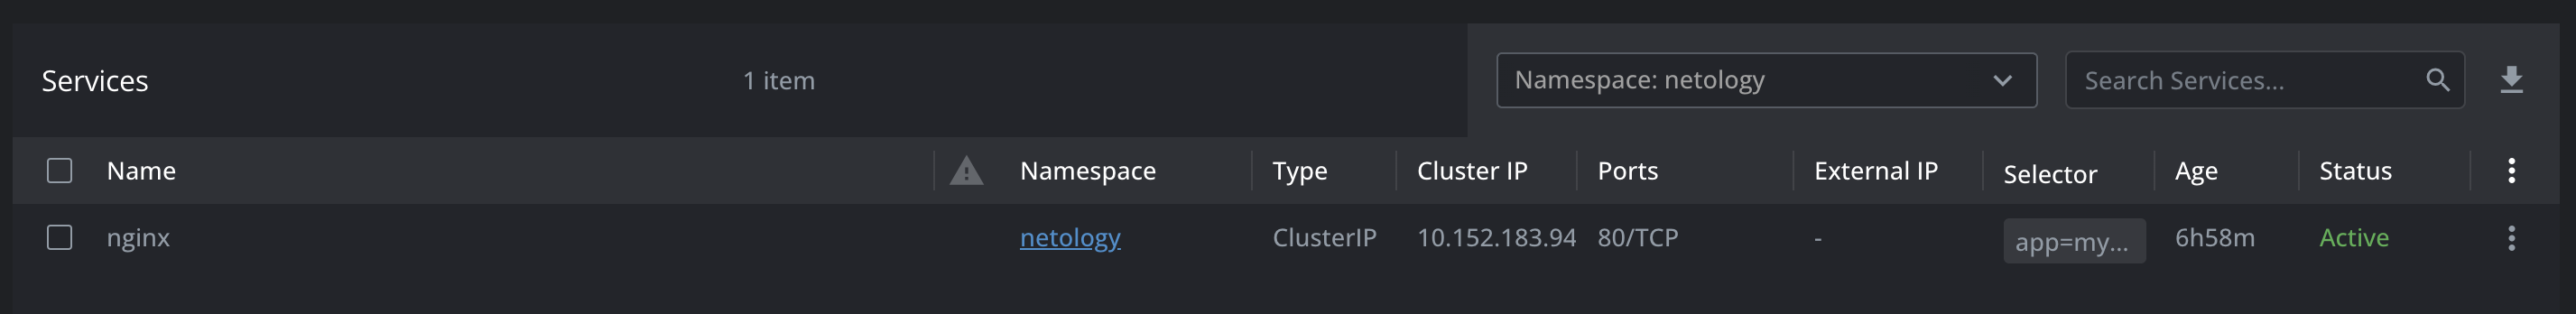 Services 1 item Namespace: netology Search Services...
Name Namespace Type Cluster IP Ports External IP Selector Age Status
nginx netology ClusterIP 10.152.183.94 80/TCP - app=my... 6h58m Active